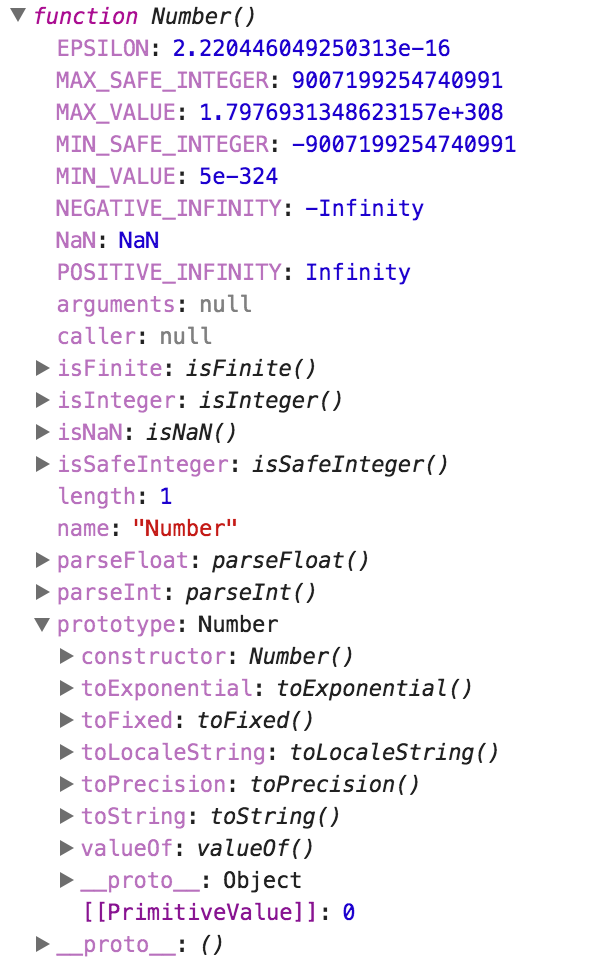 ▼ function Number()
EPSILON: 2.220446049250313e-16
MAX_SAFE_INTEGER: 9007199254740991
MAX_VALUE: 1.7976931348623157e+308
MIN_SAFE_INTEGER: -9007199254740991
MIN_VALUE: 5e-324
NEGATIVE_INFINITY: -Infinity
NaN: NaN
POSITIVE_INFINITY: Infinity
arguments: null
caller: null
▶ isFinite: isFinite()
▶ isInteger: isInteger()
▶ isNaN: isNaN()
▶ isSafeInteger: isSafeInteger()
length: 1
name: "Number"
▶ parseFloat: parseFloat()
▶ parseInt: parseInt()
▼ prototype: Number
▶ constructor: Number()
▶ toExponential: toExponential()
▶ toFixed: toFixed()
▶ toLocaleString: toLocaleString()
▶ toPrecision: toPrecision()
▶ toString: toString()
▶ valueOf: valueOf()
▶ __proto__: Object
[[PrimitiveValue]]: 0
▶ __proto__: ()